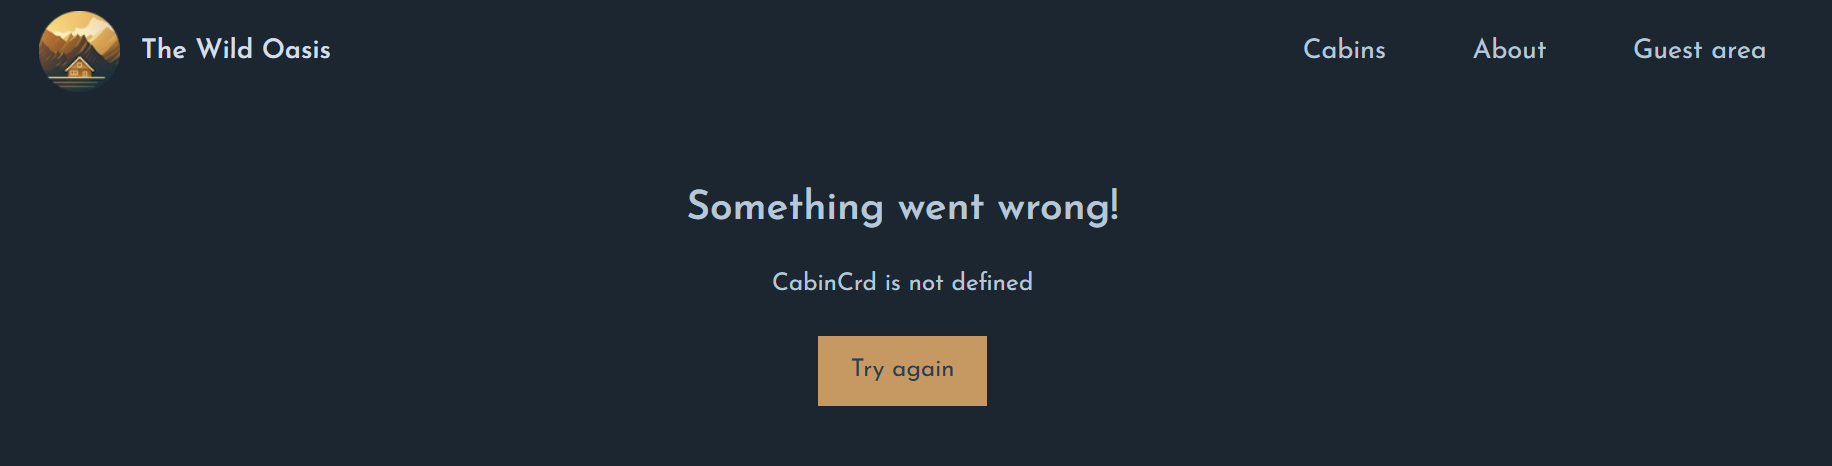 The Wild Oasis
Cabins
About
Guest area
Something went wrong!
CabinCrd is not defined
Try again